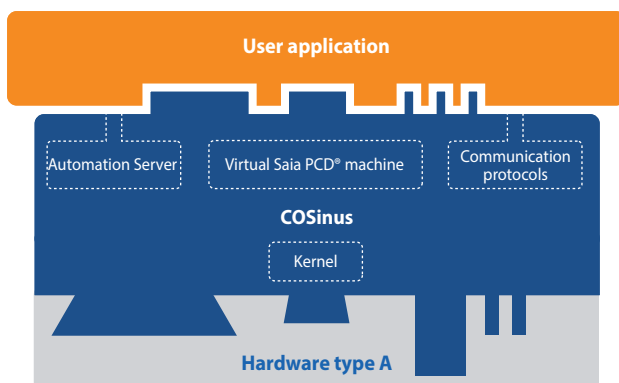 User application
Automation Server
Virtual Saia PCD® machine
Communication
protocols
COSinus
Kernel
Hardware type A